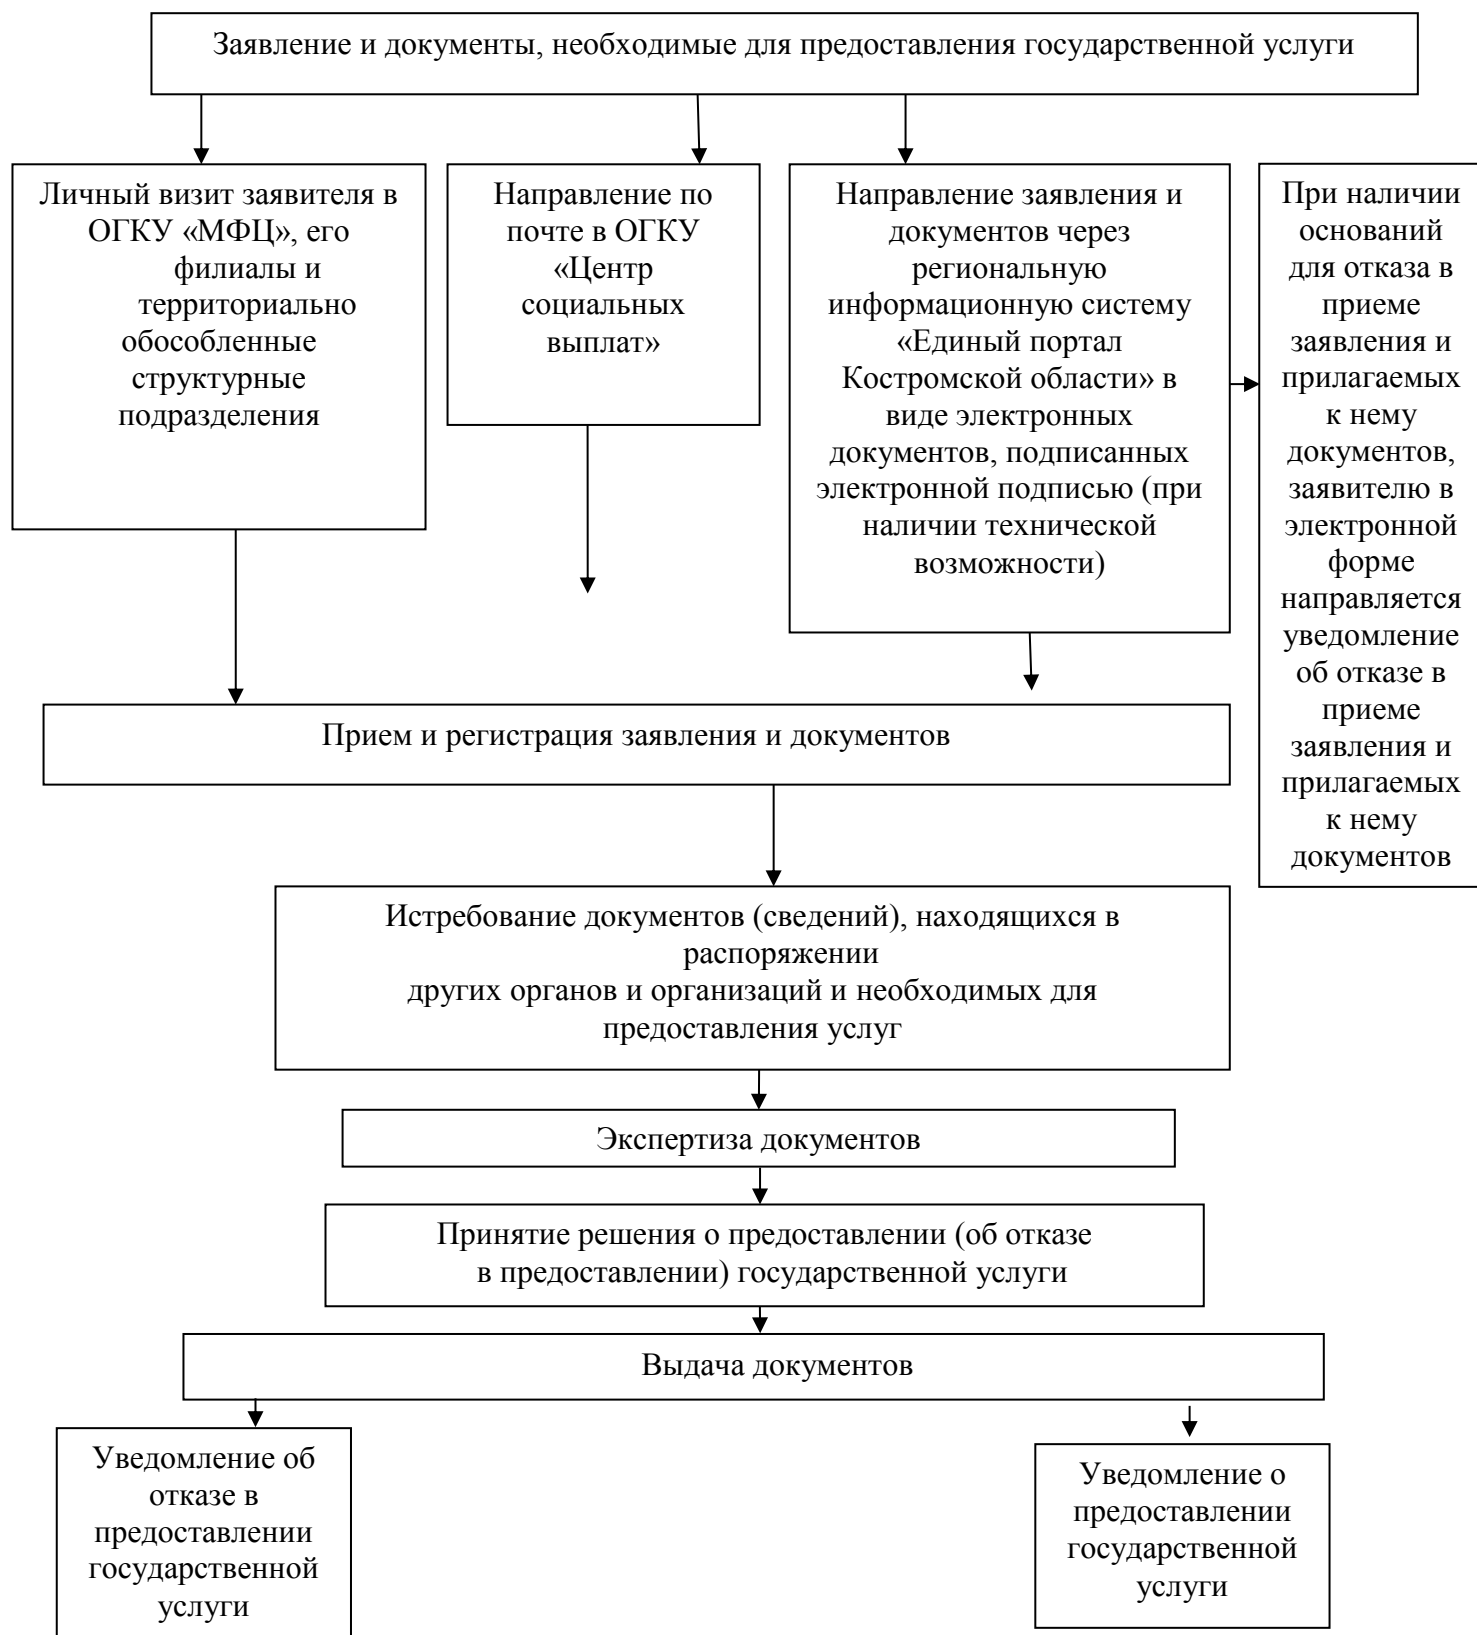 Заявление и документы, необходимые для предоставления государственной услуги
Личный визит заявителя в
ОГКУ «МФЦ», его
филиалы и
территориально
обособленные
структурные
подразделения
Направление по
почте в ОГКУ
«Центр
социальных
выплат»
Направление заявления и
документов через
региональную
информационную систему
«Единый портал
Костромской области» в
виде электронных
документов, подписанных
электронной подписью (при
наличии технической
возможности)
При наличии
оснований
для отказа в
приеме
заявления и
прилагаемых
к нему
документов,
заявителю в
электронной
форме
направляется
уведомление
об отказе в
приеме
заявления и
прилагаемых
к нему
документов
Прием и регистрация заявления и документов
Истребование документов (сведений), находящихся в
распоряжении
других органов и организаций и необходимых для
предоставления услуг
Экспертиза документов
Принятие решения о предоставлении (об отказе
в предоставлении) государственной услуги
Выдача документов
Уведомление об
отказе в
предоставлении
государственной
услуги
Уведомление о
предоставлении
государственной
услуги